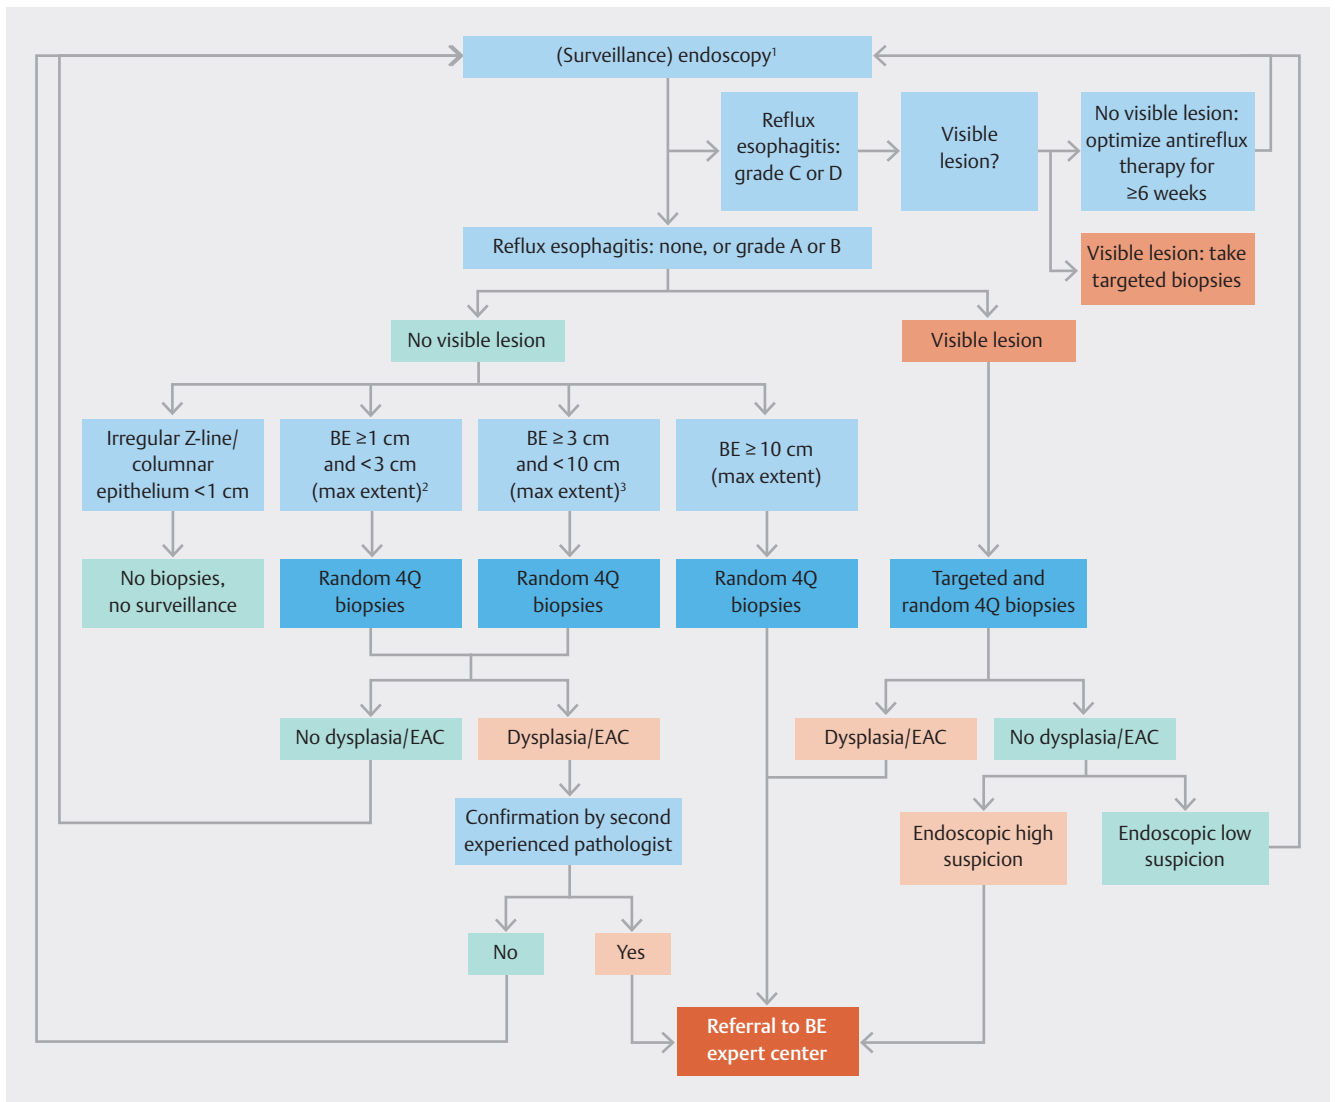 (Surveillance) endoscopy¹
Reflux
esophagitis:
grade C or D
Visible
lesion?
No visible lesion:
optimize antireflux
therapy for
≥6 weeks
Reflux esophagitis: none, or grade A or B
Visible lesion: take
targeted biopsies
No visible lesion
Visible lesion
Irregular Z-line/
columnar
epithelium <1 cm
BE ≥1 cm
and <3 cm
(max extent)²
BE ≥3 cm
and <10 cm
(max extent)³
BE ≥ 10 cm
(max extent)
No biopsies,
no surveillance
Random 4Q
biopsies
Random 4Q
biopsies
Random 4Q
biopsies
Targeted and
random 4Q biopsies
No dysplasia/EAC
Dysplasia/EAC
Dysplasia/EAC
No dysplasia/EAC
Confirmation by second
experienced pathologist
Endoscopic high
suspicion
Endoscopic low
suspicion
No
Yes
Referral to BE
expert center